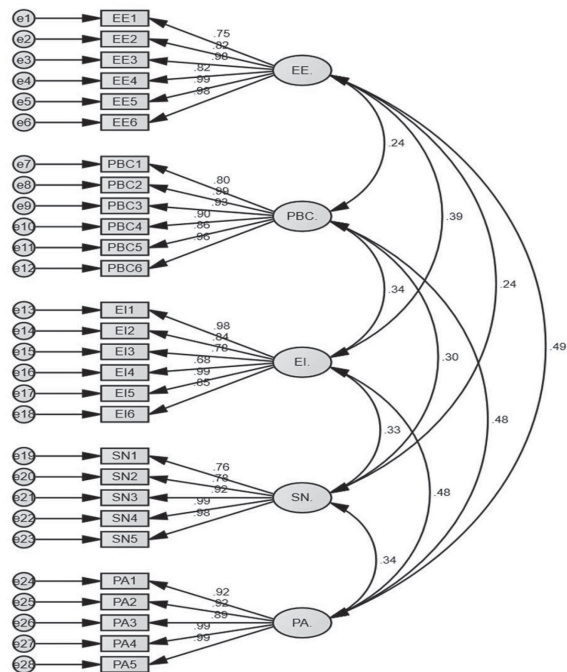 e1 EE1
.75
e2 EE2
.82
e3 EE3
.98
EE.
e4 EE4
.82
e5 EE5
.99
e6 EE6
.98
.24
e7 PBC1
.80
e8 PBC2
.99
e9 PBC3
.93
PBC.
.39
e10 PBC4
.90
e11 PBC5
.86
e12 PBC6
.96
.34
.24
e13 EI1
.98
e14 EI2
.84
e15 EI3
.78
.30
.49
EI.
e16 EI4
.68
e17 EI5
.99
e18 EI6
.85
.48
.33
e19 SN1
.76
e20 SN2
.78
e21 SN3
.92
SN.
.48
e22 SN4
.99
e23 SN5
.98
.34
e24 PA1
.92
e25 PA2
.92
e26 PA3
.89
PA.
e27 PA4
.99
e28 PA5
.99